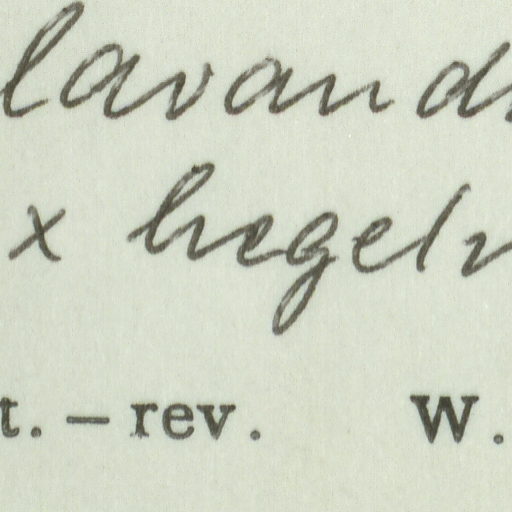 lavand
x hegel
t. – rev. W.